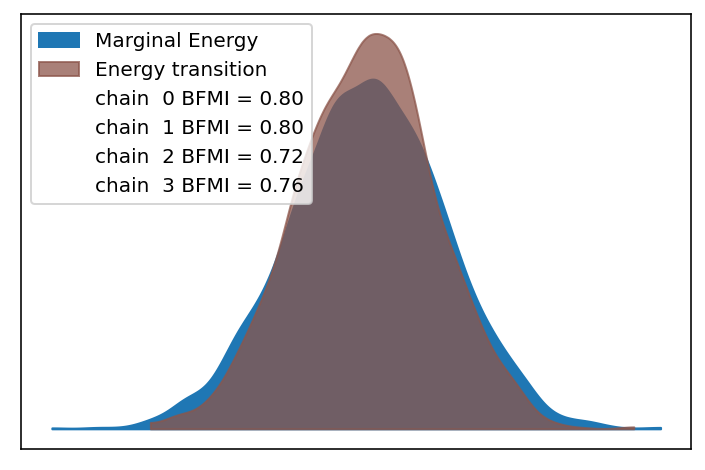 Marginal Energy
Energy transition
chain  0 BFMI = 0.80
chain  1 BFMI = 0.80
chain  2 BFMI = 0.72
chain  3 BFMI = 0.76